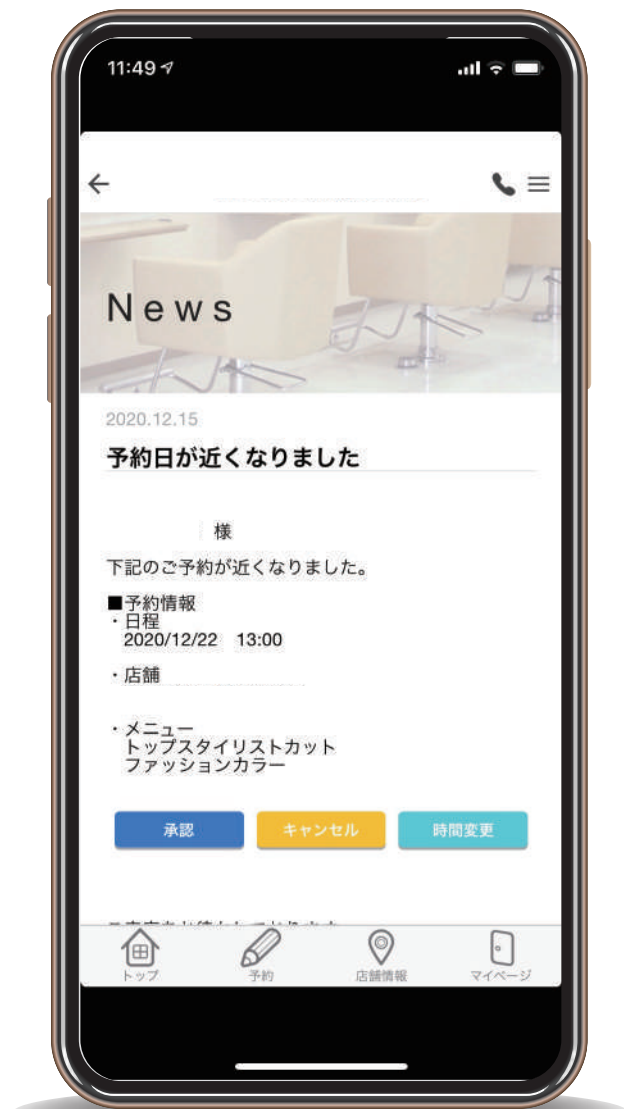 11:49
News
2020.12.15
予約日が近くなりました
様
下記のご予約が近くなりました。
■予約情報
・日程
2020/12/22 13:00
・店舗
・メニュー
トップスタイリストカット
ファッションカラー
承認 キャンセル 時間変更
トップ 予約 店舗情報 マイページ